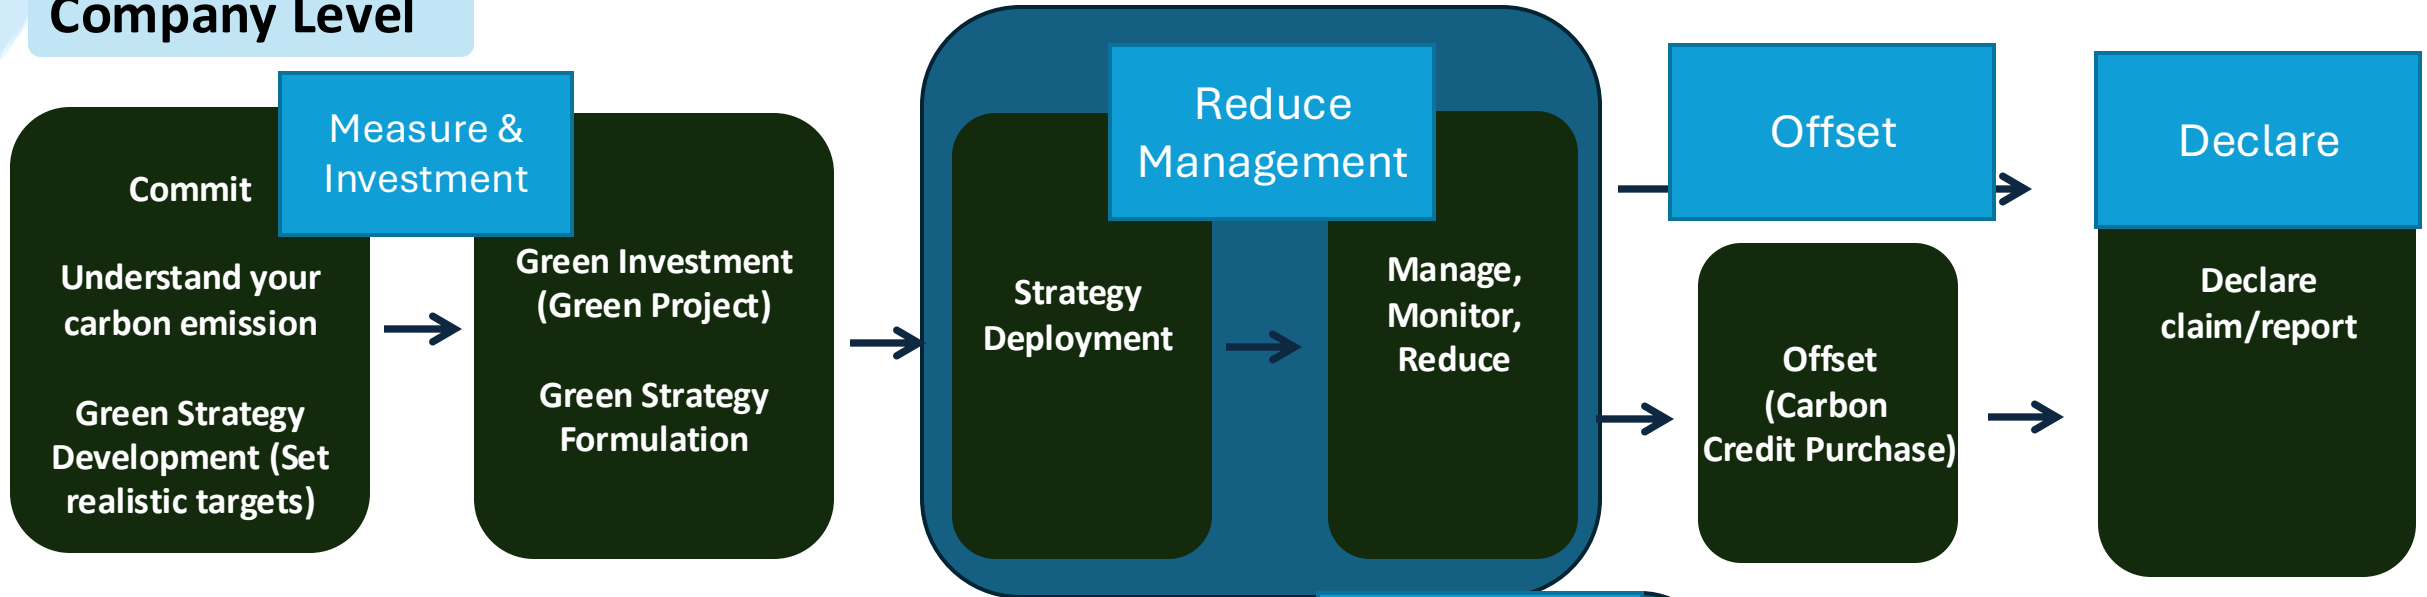 Company Level
Measure &
Investment
Commit
Understand your
carbon emission
Green Strategy
Development (Set
realistic targets)
Green Investment
(Green Project)
Green Strategy
Formulation
Reduce
Management
Strategy
Deployment
Manage,
Monitor,
Reduce
Offset
Offset
(Carbon
Credit Purchase)
Declare
Declare
claim/report